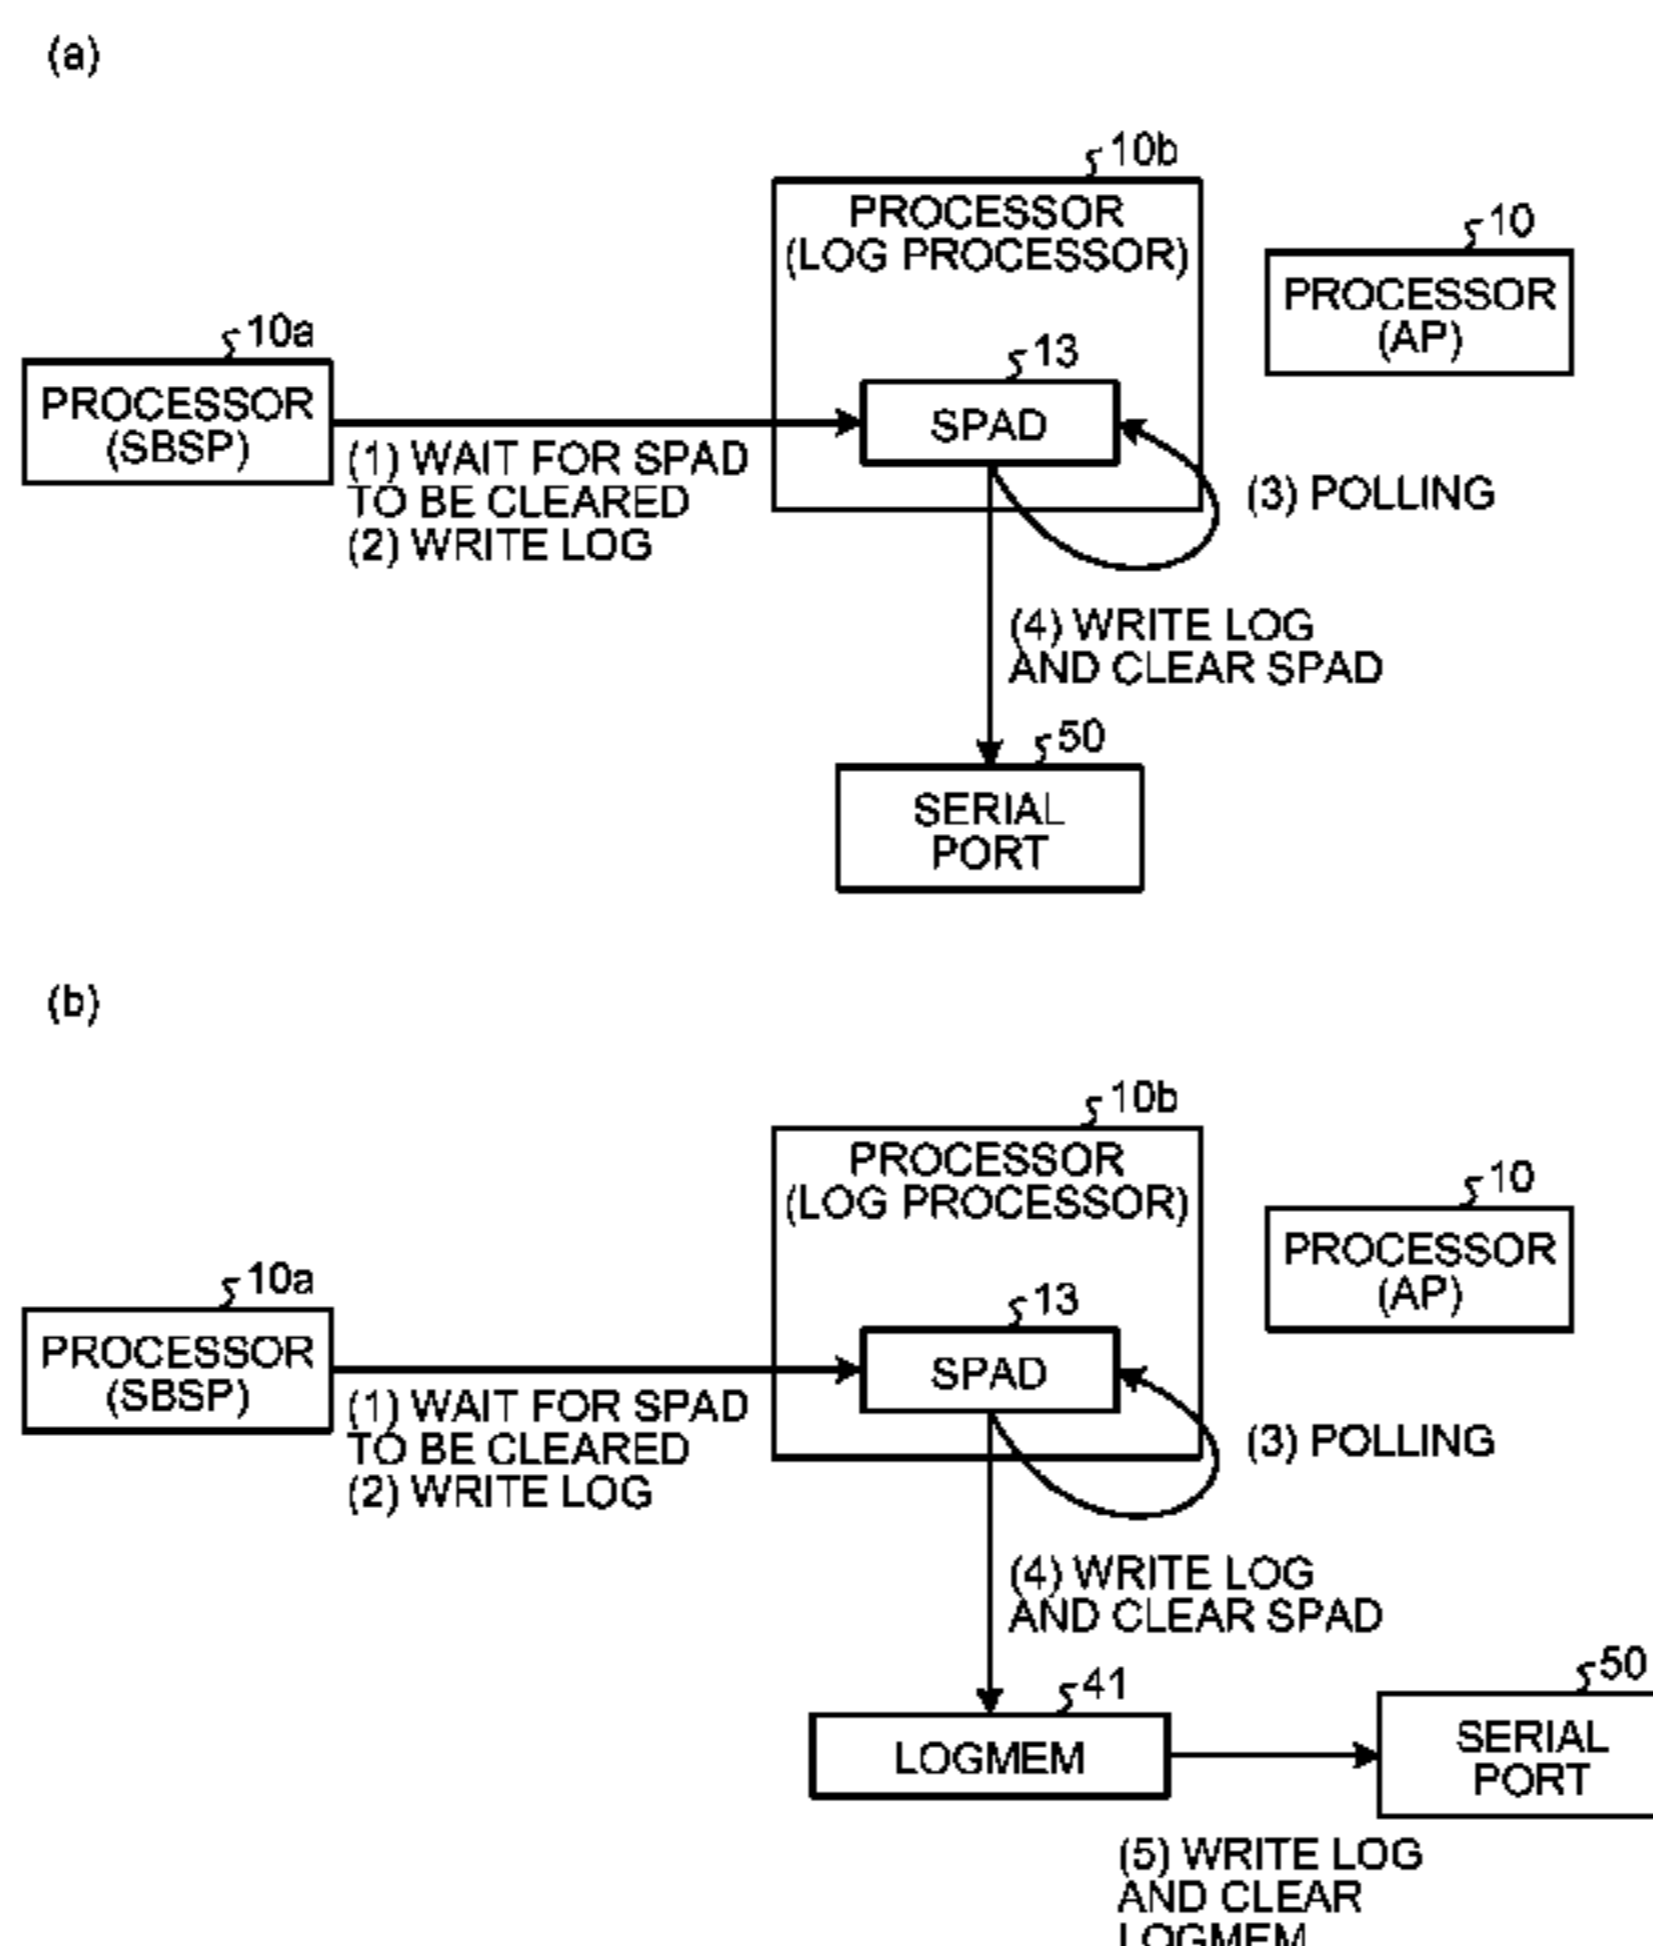 (a)
10b
PROCESSOR
(LOG PROCESSOR)
10
PROCESSOR
(AP)
10a
PROCESSOR
(SBSP)
13
SPAD
(1) WAIT FOR SPAD
TO BE CLEARED
(2) WRITE LOG
(3) POLLING
(4) WRITE LOG
AND CLEAR SPAD
50
SERIAL
PORT
(b)
10b
PROCESSOR
(LOG PROCESSOR)
10
PROCESSOR
(AP)
10a
PROCESSOR
(SBSP)
13
SPAD
(1) WAIT FOR SPAD
TO BE CLEARED
(2) WRITE LOG
(3) POLLING
(4) WRITE LOG
AND CLEAR SPAD
41
LOGMEM
50
SERIAL
PORT
(5) WRITE LOG
AND CLEAR
LOGMEM